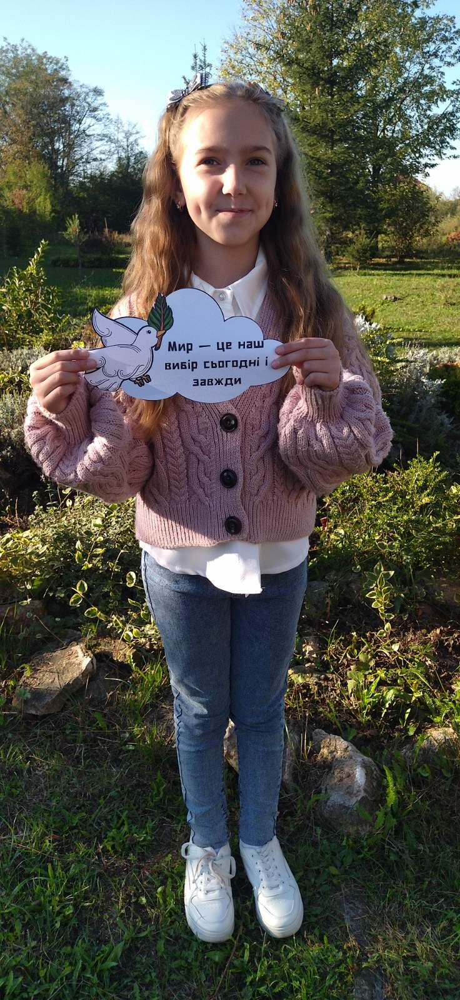 Мир — це наш
вибір сьогодні і
завжди